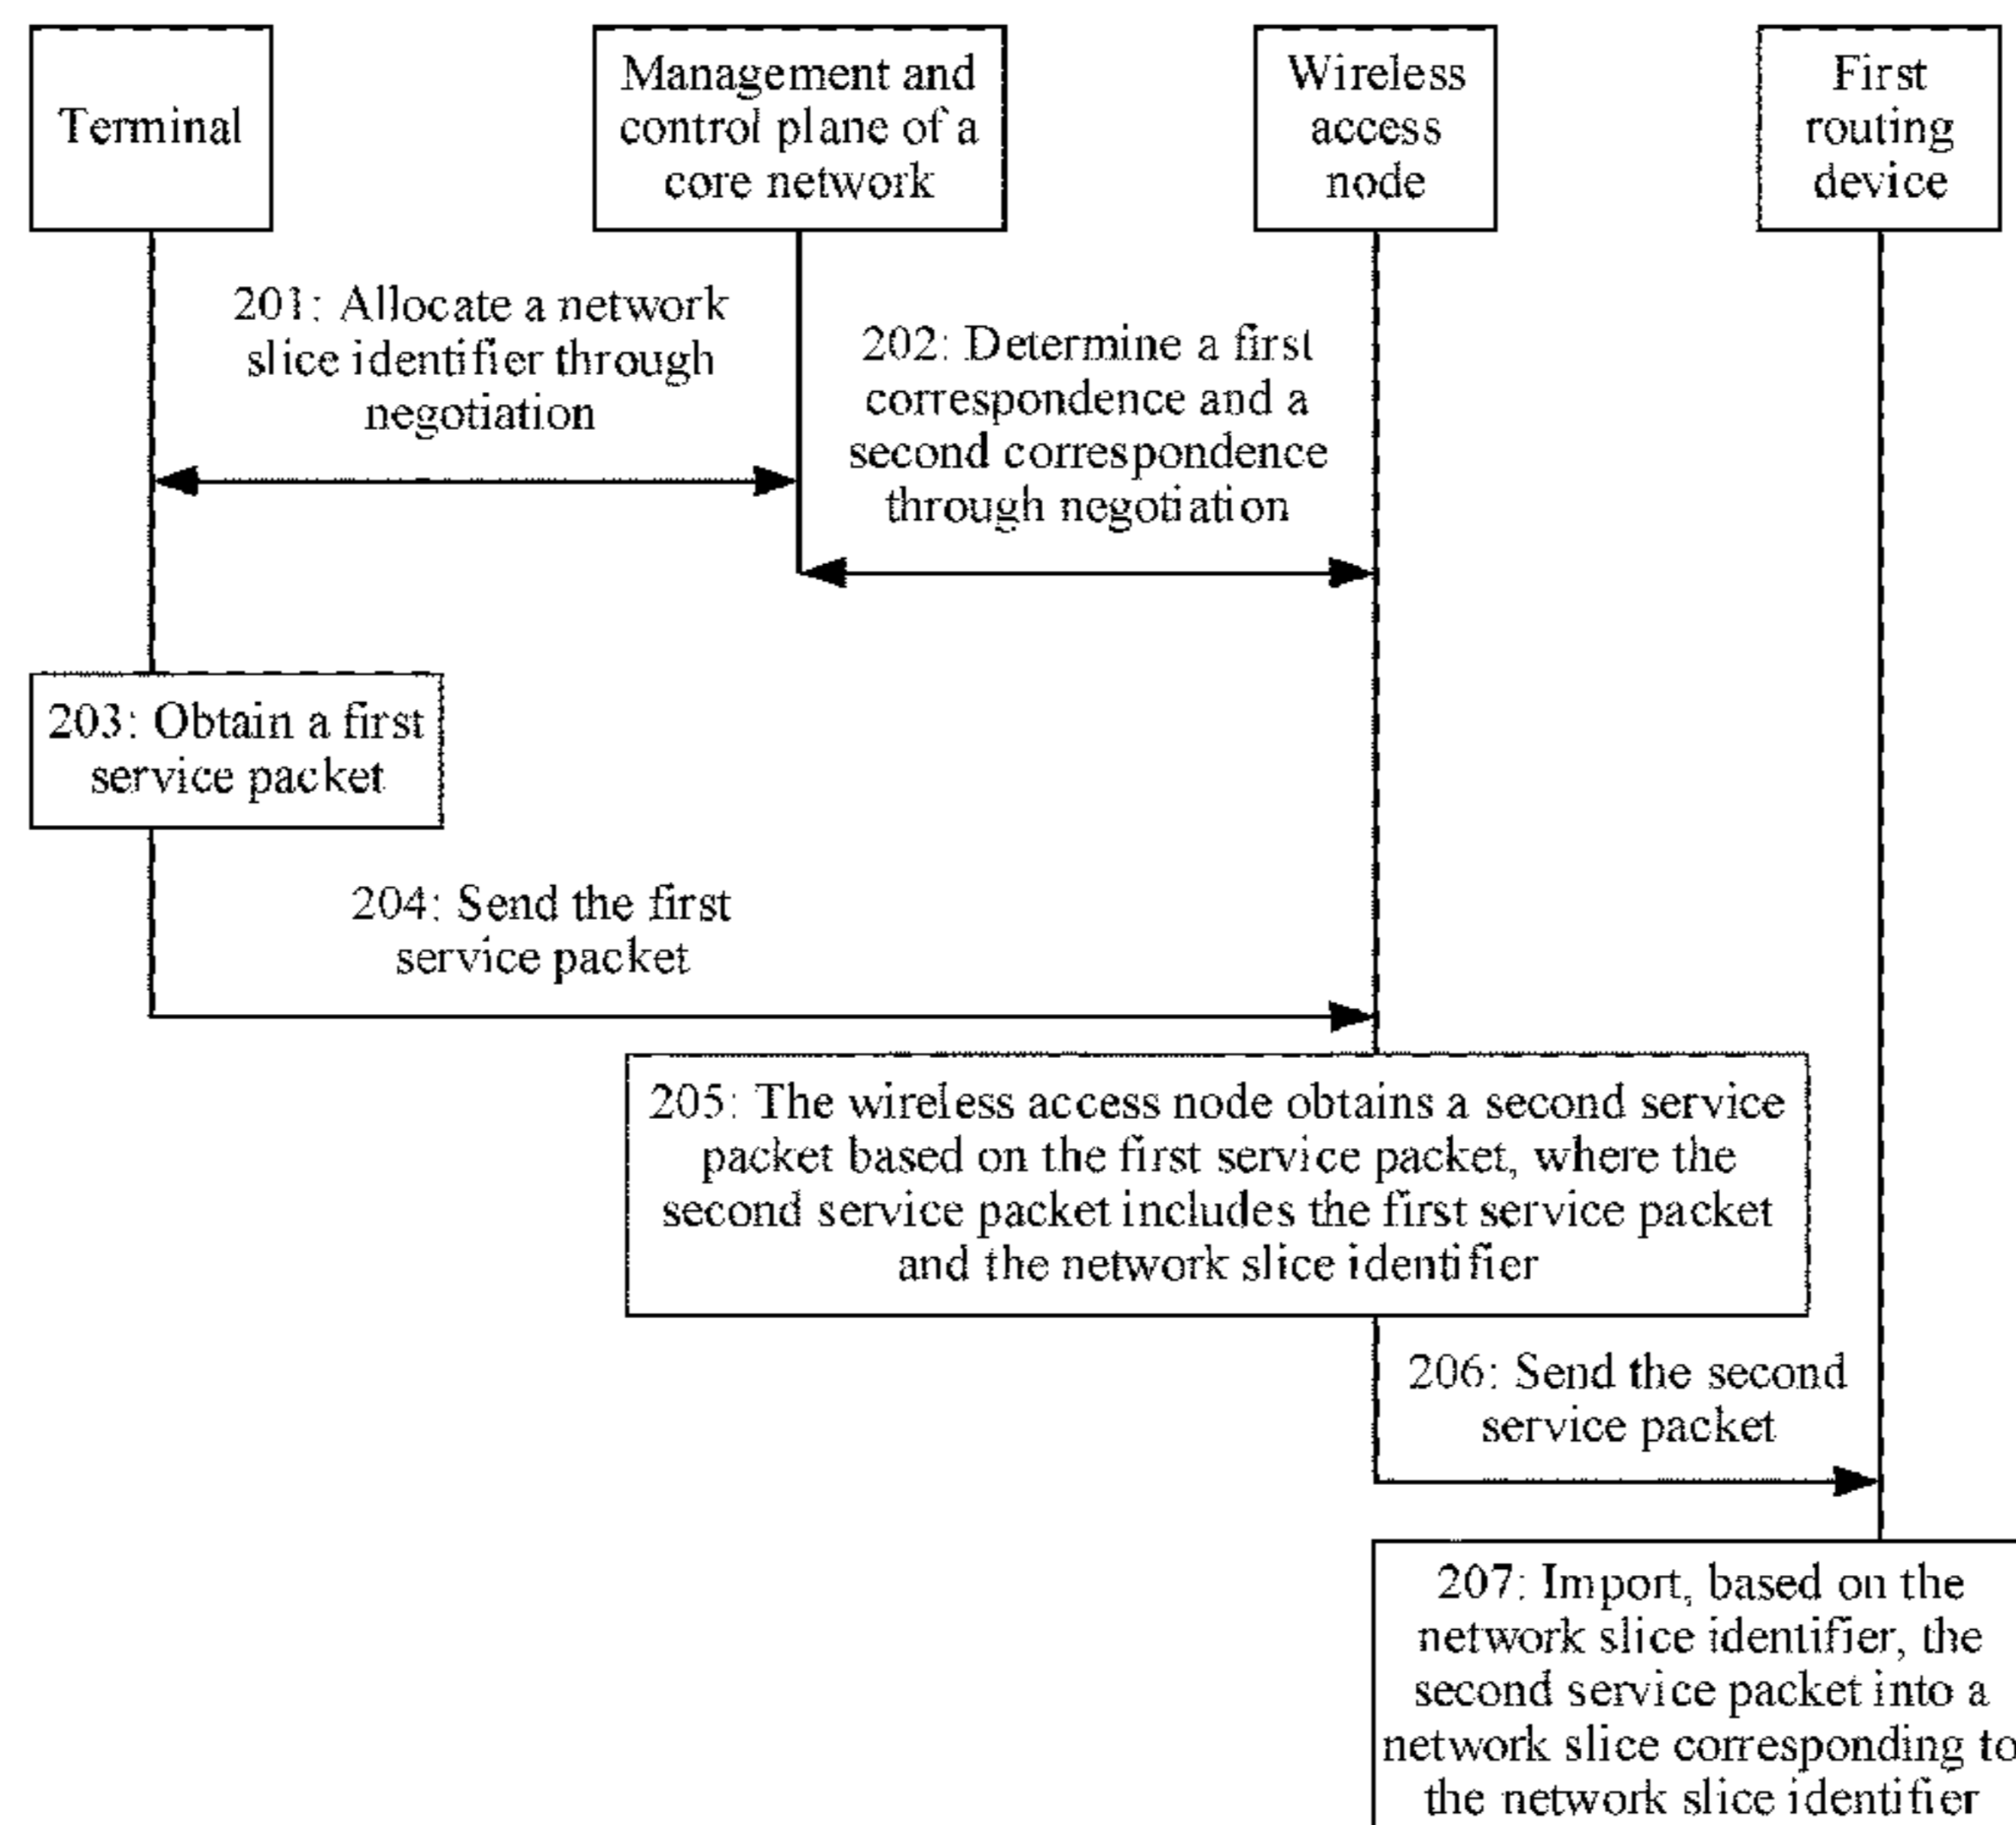 Terminal
Management and
control plane of a
core network
Wireless
access
node
First
routing
device
201: Allocate a network
slice identifier through
negotiation
202: Determine a first
correspondence and a
second correspondence
through negotiation
203: Obtain a first
service packet
204: Send the first
service packet
205: The wireless access node obtains a second service
packet based on the first service packet, where the
second service packet includes the first service packet
and the network slice identifier
206: Send the second
service packet
207: Import, based on the
network slice identifier, the
second service packet into a
network slice corresponding to
the network slice identifier